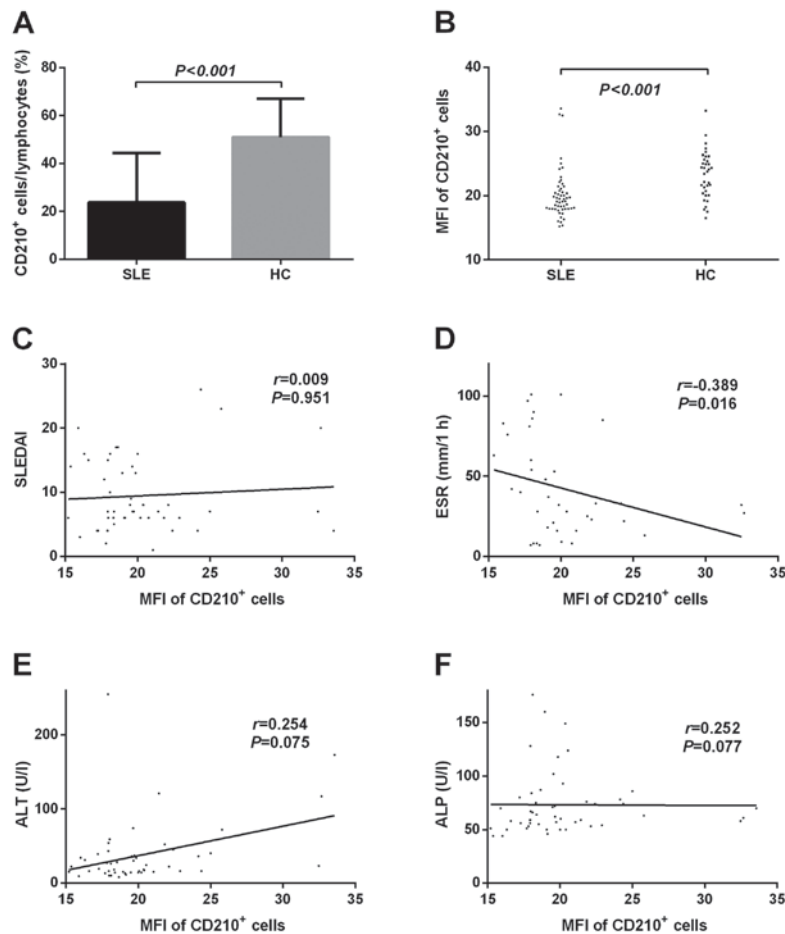 A
CD210⁺ cells/lymphocytes (%)
80
60
40
20
0
P<0.001
SLE
HC
B
MFI of CD210⁺ cells
40
30
20
10
P<0.001
SLE
HC
C
SLEDAI
30
20
10
0
r=0.009
P=0.951
15
20
25
30
35
MFI of CD210⁺ cells
D
ESR (mm/1 h)
100
50
0
r=-0.389
P=0.016
15
20
25
30
35
MFI of CD210⁺ cells
E
ALT (U/l)
200
100
0
r=0.254
P=0.075
15
20
25
30
35
MFI of CD210⁺ cells
F
ALP (U/l)
150
100
50
0
r=0.252
P=0.077
15
20
25
30
35
MFI of CD210⁺ cells